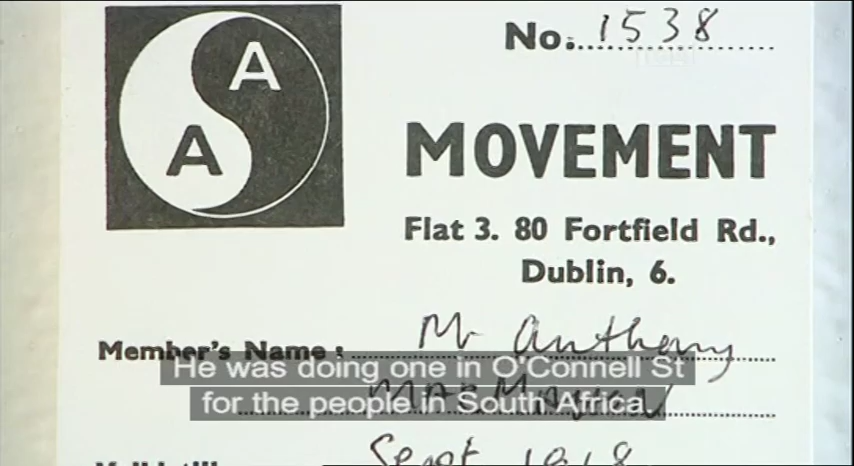 No. 1538
A
A
MOVEMENT
Flat 3. 80 Fortfield Rd.,
Dublin, 6.
Member's Name : Mr Anthony
He was doing one in O'Connell St
for the people in South Africa.
Sept